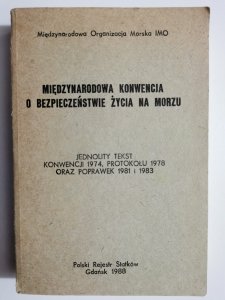 Międzynarodowa Organizacja Morska IMO
MIĘDZYNARODOWA KONWENCJA
O BEZPIECZEŃSTWIE ŻYCIA NA MORZU
JEDNOLITY TEKST
KONWENCJI 1974, PROTOKOŁU 1978
ORAZ POPRAWEK 1981 i 1983
Polski Rejestr Statków
Gdańsk 1988